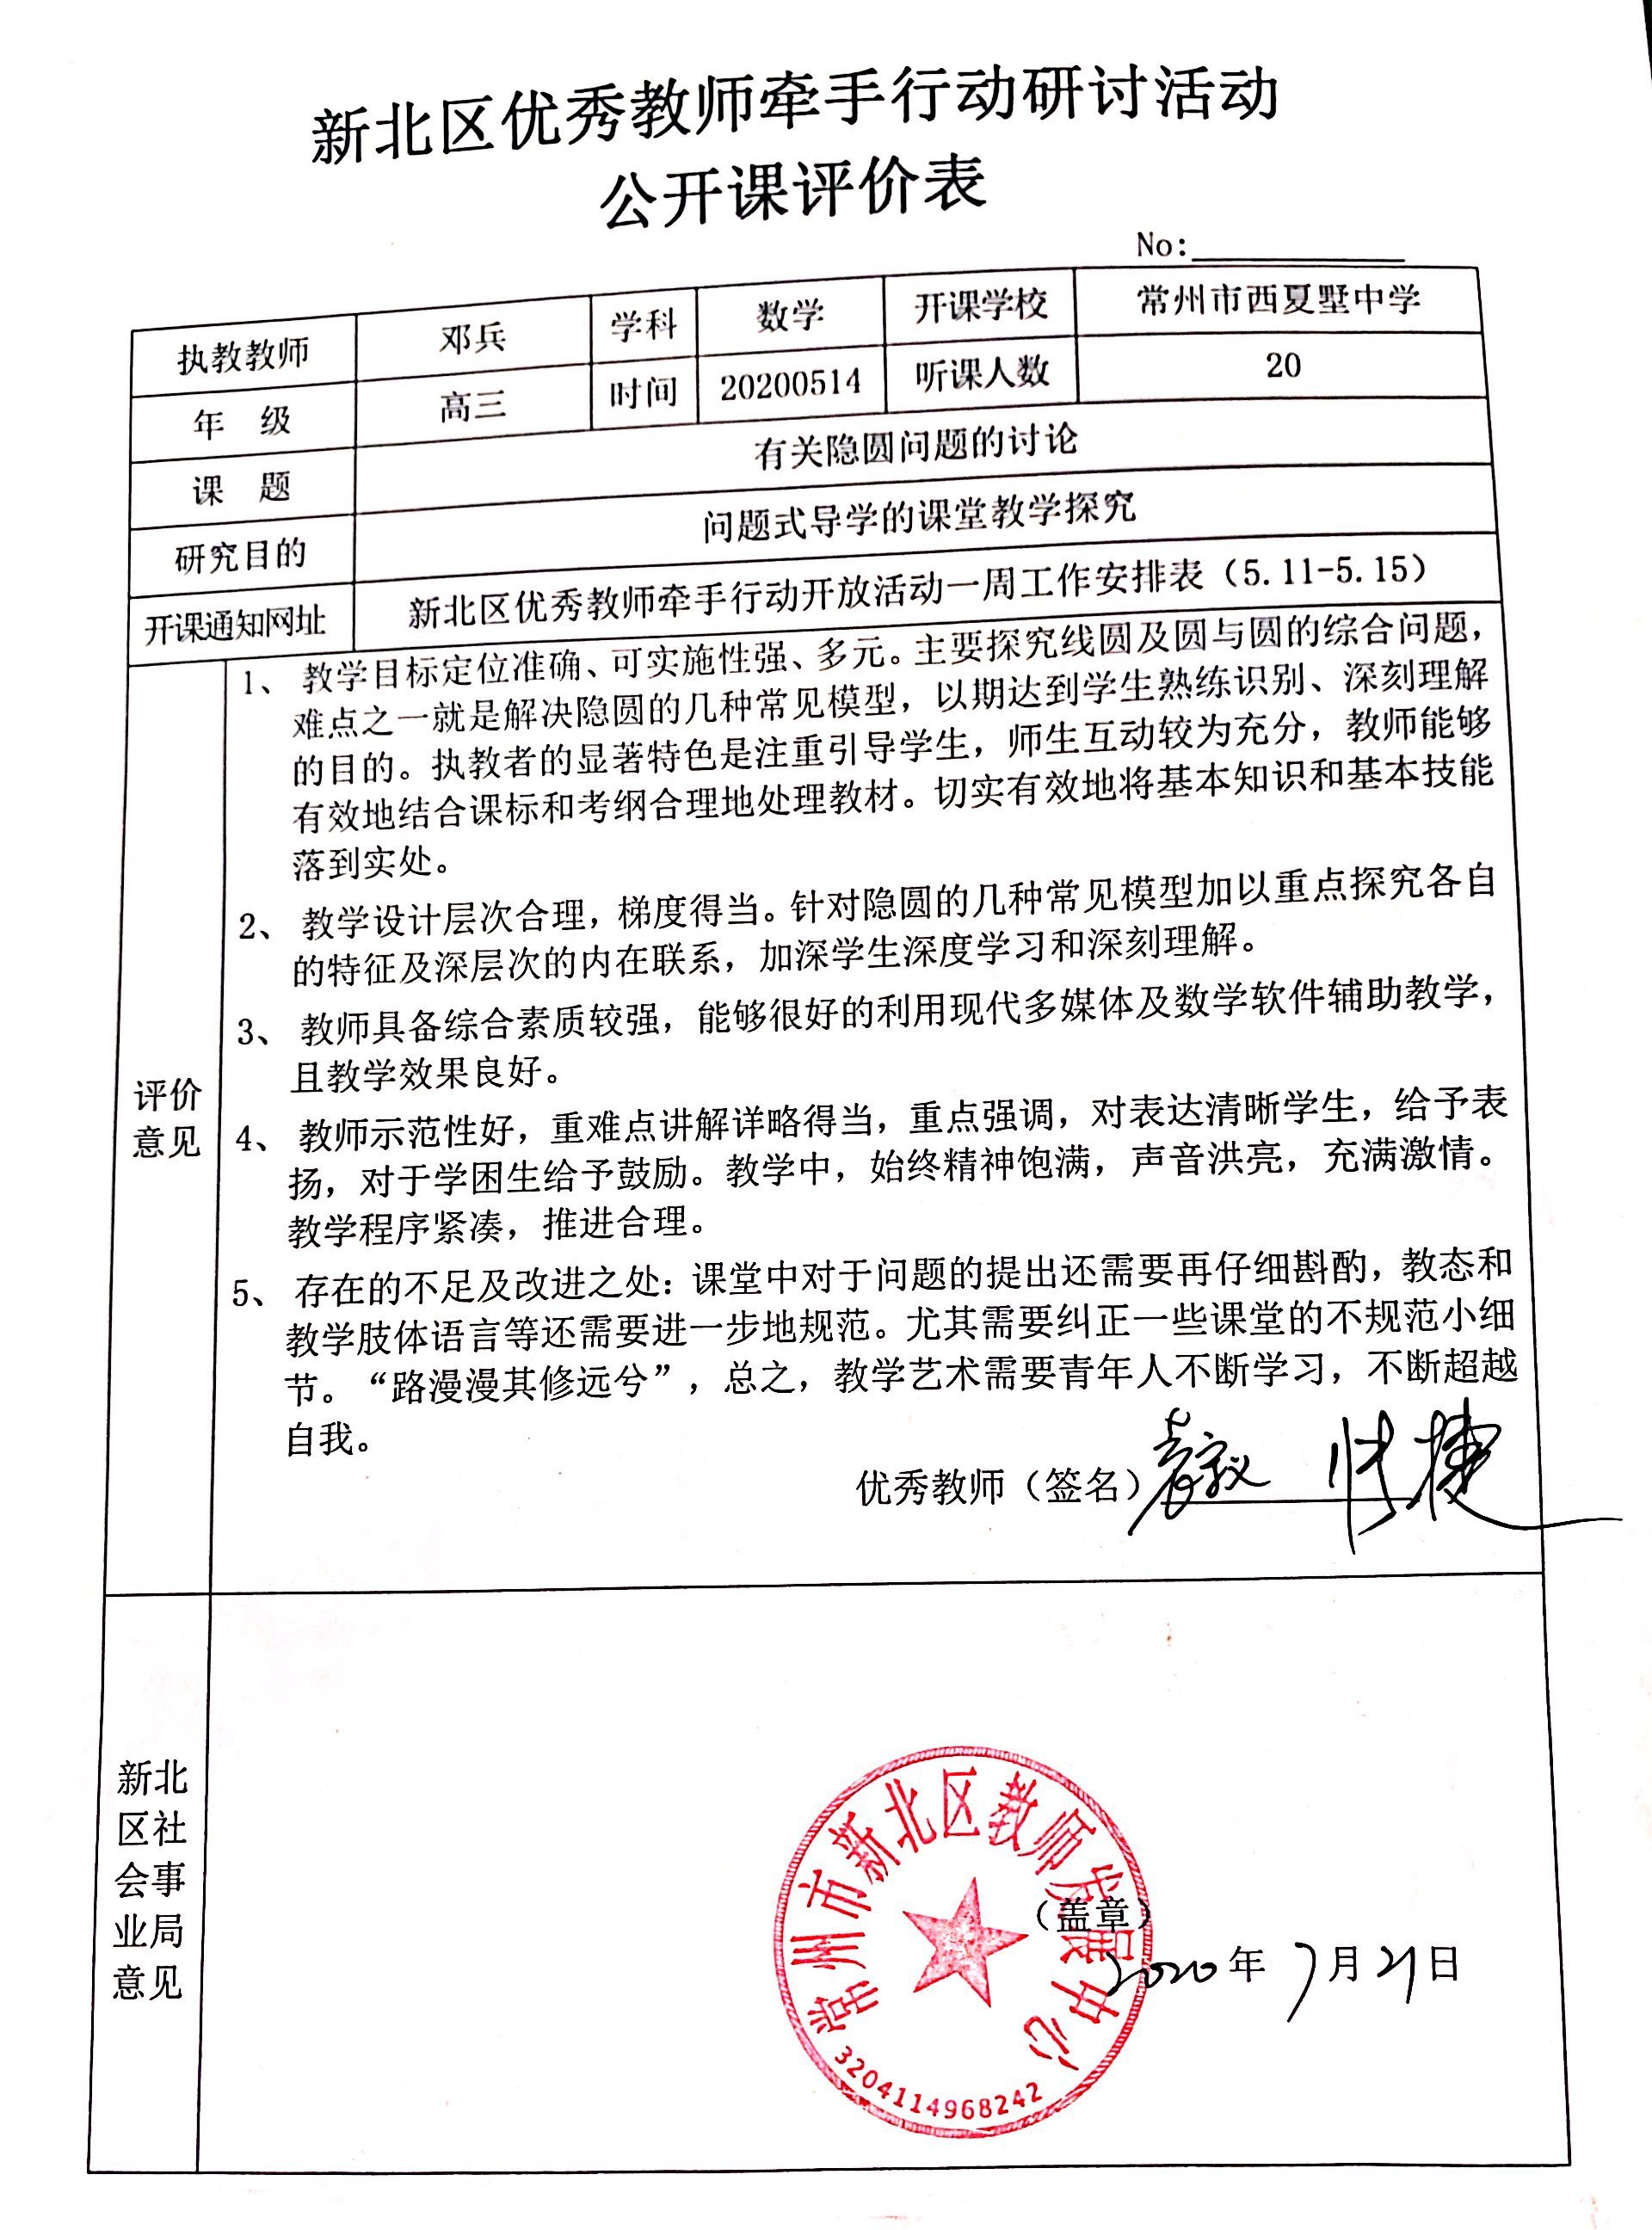 新北区优秀教师牵手行动研讨活动
公开课评价表
No:
执教教师 邓兵 学科 数学 开课学校 常州市西夏墅中学
年 级 高三 时间 20200514 听课人数 20
课 题 有关隐圆问题的讨论
研究目的 问题式导学的课堂教学探究
开课通知网址 新北区优秀教师牵手行动开放活动一周工作安排表（5.11-5.15）
评价
意见
1、 教学目标定位准确、可实施性强、多元。主要探究线圆及圆与圆的综合问题，
难点之一就是解决隐圆的几种常见模型，以期达到学生熟练识别、深刻理解
的目的。执教者的显著特色是注重引导学生，师生互动较为充分，教师能够
有效地结合课标和考纲合理地处理教材。切实有效地将基本知识和基本技能
落到实处。
2、 教学设计层次合理，梯度得当。针对隐圆的几种常见模型加以重点探究各自
的特征及深层次的内在联系，加深学生深度学习和深刻理解。
3、 教师具备综合素质较强，能够很好的利用现代多媒体及数学软件辅助教学，
且教学效果良好。
4、 教师示范性好，重难点讲解详略得当，重点强调，对表达清晰学生，给予表
扬，对于学困生给予鼓励。教学中，始终精神饱满，声音洪亮，充满激情。
教学程序紧凑，推进合理。
5、 存在的不足及改进之处：课堂中对于问题的提出还需要再仔细斟酌，教态和
教学肢体语言等还需要进一步地规范。尤其需要纠正一些课堂的不规范小细
节。“路漫漫其修远兮”，总之，教学艺术需要青年人不断学习，不断超越
自我。
优秀教师（签名）
新北
区社
会事
业局
意见
常州市新北区教师发展中心
3204114968242
（盖章）
2020年7月21日